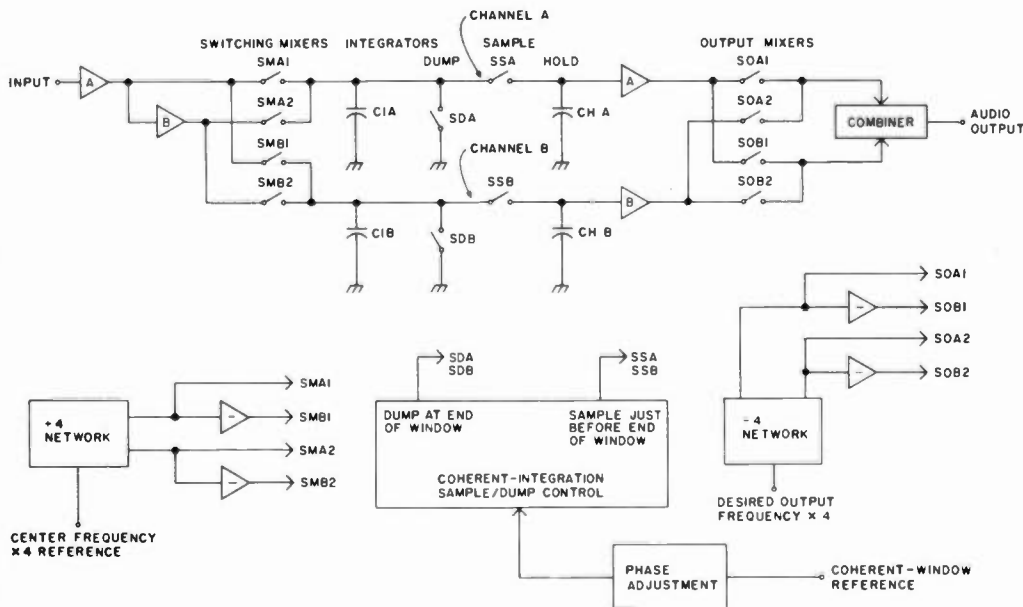 CHANNEL A
SWITCHING MIXERS
INTEGRATORS
SAMPLE
OUTPUT MIXERS
SMA1
DUMP
SSA
HOLD
SOA1
INPUT
A
A
SMA2
SOA2
B
CIA
SDA
CH A
COMBINER
AUDIO
OUTPUT
SMB1
CHANNEL B
SOB1
SMB2
SSB
B
SOB2
CIB
SDB
CH B
SOA1
-
SOB1
SOA2
-
SOB2
SDA
SDB
SSA
SSB
SMA1
÷4
NETWORK
-
SMB1
SMA2
-
SMB2
DUMP AT END
OF WINDOW
SAMPLE JUST
BEFORE END
OF WINDOW
COHERENT-INTEGRATION
SAMPLE/DUMP CONTROL
÷4
NETWORK
CENTER FREQUENCY
×4 REFERENCE
DESIRED OUTPUT
FREQUENCY × 4
PHASE
ADJUSTMENT
COHERENT-WINDOW
REFERENCE